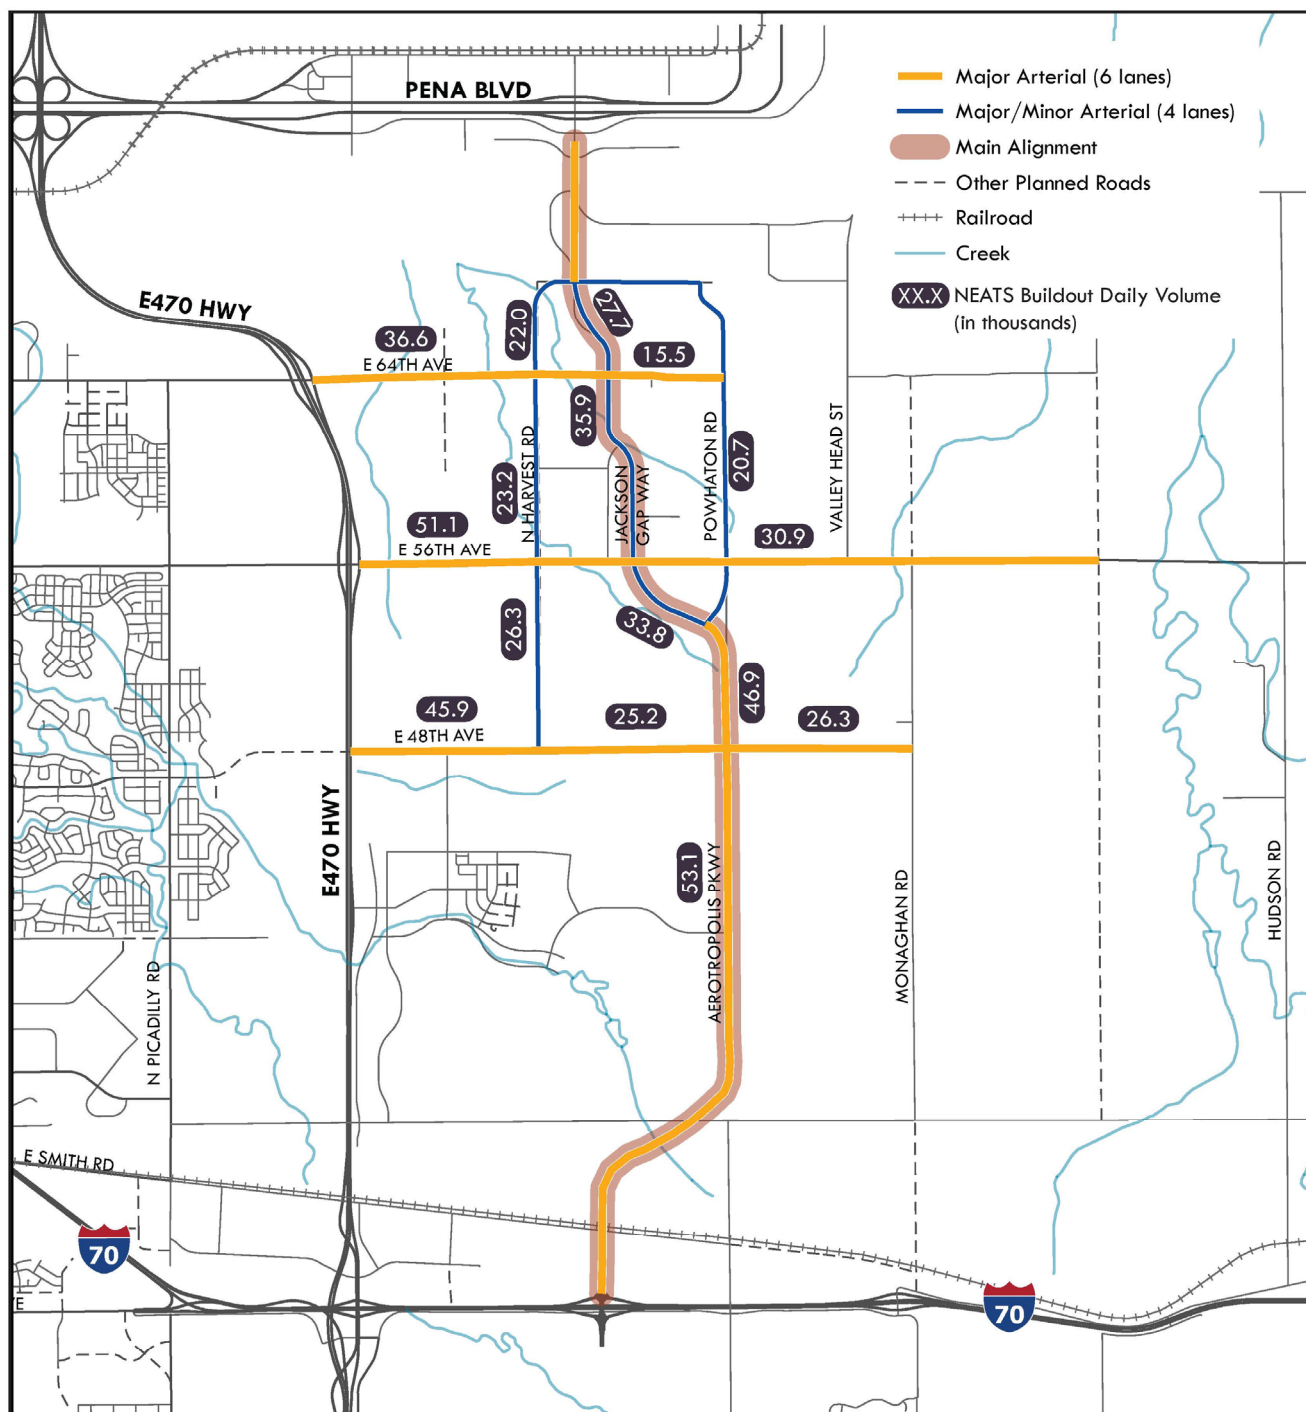 PENA BLVD
Major Arterial (6 lanes)
Major/Minor Arterial (4 lanes)
Main Alignment
Other Planned Roads
Railroad
Creek
XX.X NEATS Buildout Daily Volume
(in thousands)
E470 HWY
22.0
27.7
36.6
15.5
E 64TH AVE
35.9
N HARVEST RD
POWHATON RD
VALLEY HEAD ST
20.7
23.2
JACKSON
GAP WAY
51.1
30.9
E 56TH AVE
26.3
33.8
46.9
45.9
25.2
26.3
E 48TH AVE
E470 HWY
53.1
AEROTROPOLIS PKWY
MONAGHAN RD
HUDSON RD
N PICADILLY RD
E SMITH RD
70
70
VE